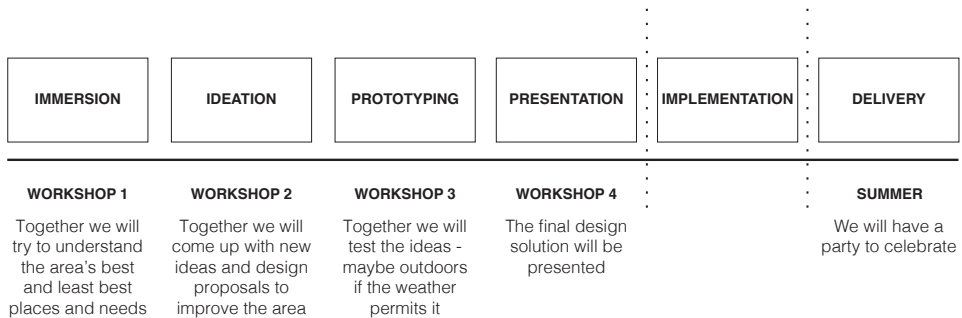 IMMERSION
IDEATION
PROTOTYPING
PRESENTATION
IMPLEMENTATION
DELIVERY
WORKSHOP 1
Together we will
try to understand
the area's best
and least best
places and needs
WORKSHOP 2
Together we will
come up with new
ideas and design
proposals to
improve the area
WORKSHOP 3
Together we will
test the ideas -
maybe outdoors
if the weather
permits it
WORKSHOP 4
The final design
solution will be
presented
SUMMER
We will have a
party to celebrate